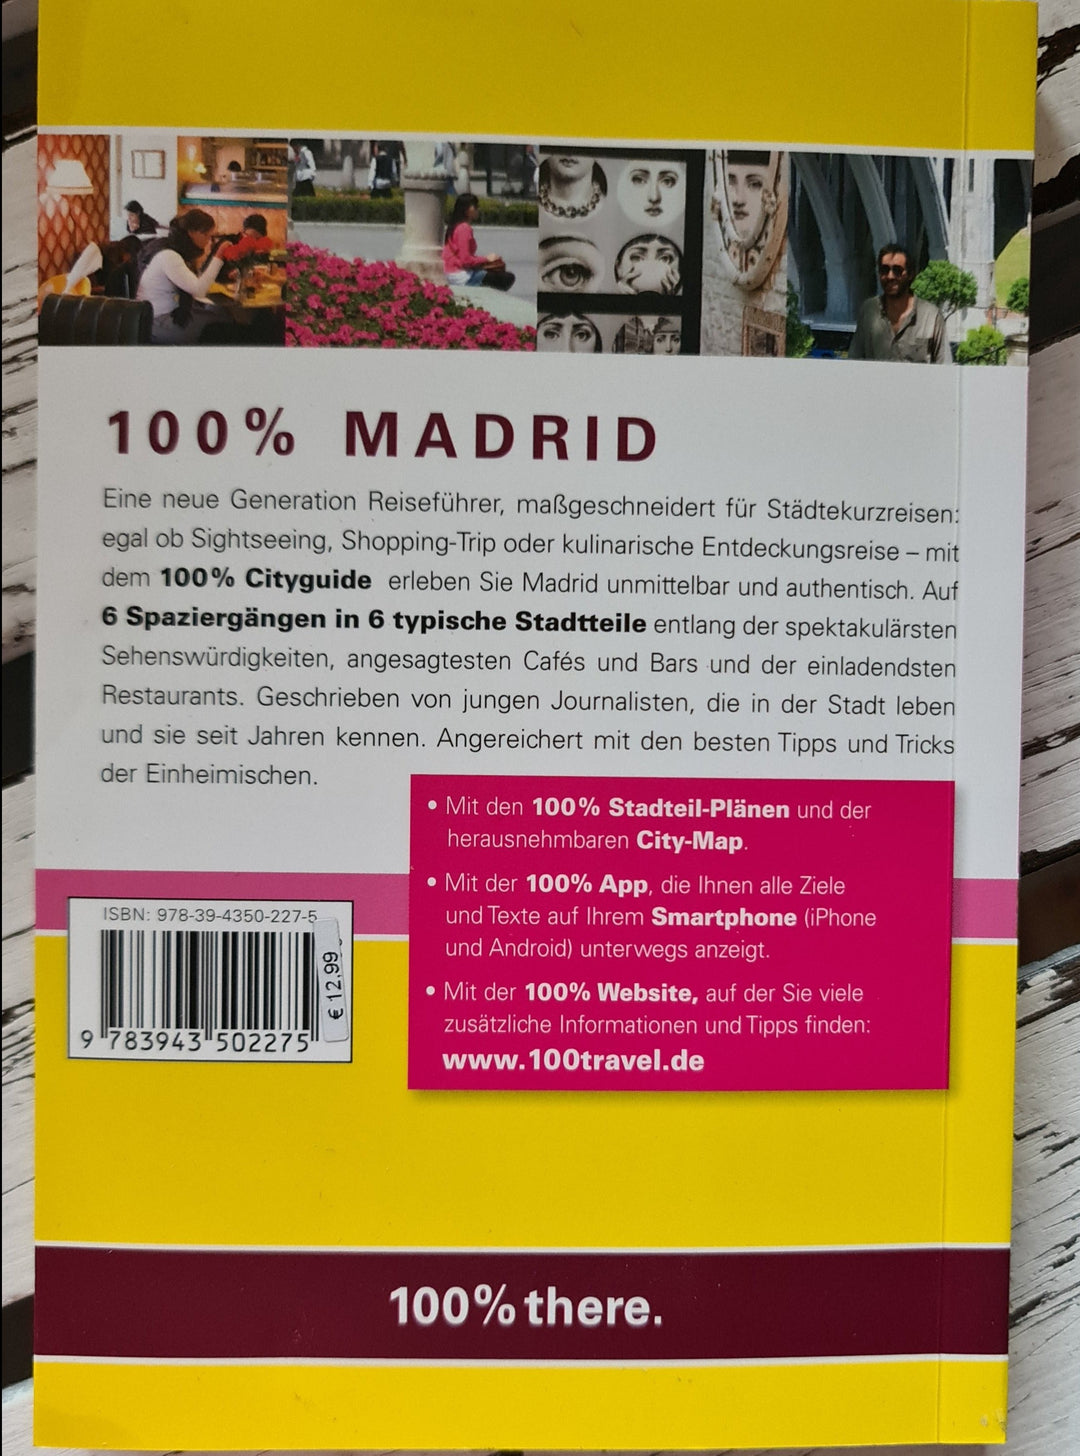 100% MADRID
Eine neue Generation Reiseführer, maßgeschneidert für Städtekurzreisen:
egal ob Sightseeing, Shopping-Trip oder kulinarische Entdeckungsreise – mit
dem 100% Cityguide erleben Sie Madrid unmittelbar und authentisch. Auf
6 Spaziergängen in 6 typische Stadtteile entlang der spektakulärsten
Sehenswürdigkeiten, angesagtesten Cafés und Bars und der einladendsten
Restaurants. Geschrieben von jungen Journalisten, die in der Stadt leben
und sie seit Jahren kennen. Angereichert mit den besten Tipps und Tricks
der Einheimischen.
• Mit den 100% Stadteil-Plänen und der
herausnehmbaren City-Map.
• Mit der 100% App, die Ihnen alle Ziele
und Texte auf Ihrem Smartphone (iPhone
und Android) unterwegs anzeigt.
• Mit der 100% Website, auf der Sie viele
zusätzliche Informationen und Tipps finden:
www.100travel.de
ISBN: 978-39-4350-227-5
€ 12,99
9 783943 502275
100% there.